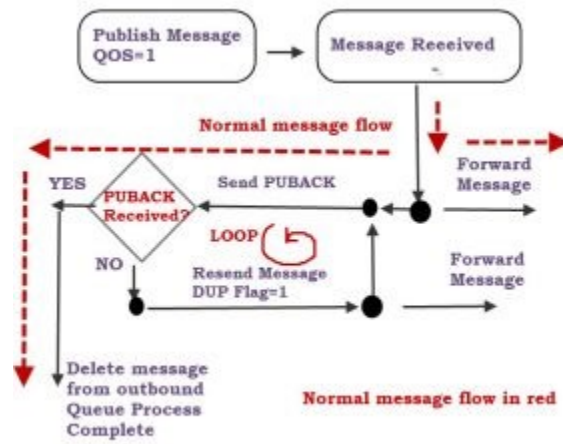 Publish Message
QOS=1
Message Received
Normal message flow
YES
PUBACK
Received?
Send PUBACK
Forward
Message
LOOP
NO
Resend Message
DUP Flag=1
Forward
Message
Delete message
from outbound
Queue Process
Complete
Normal message flow in red